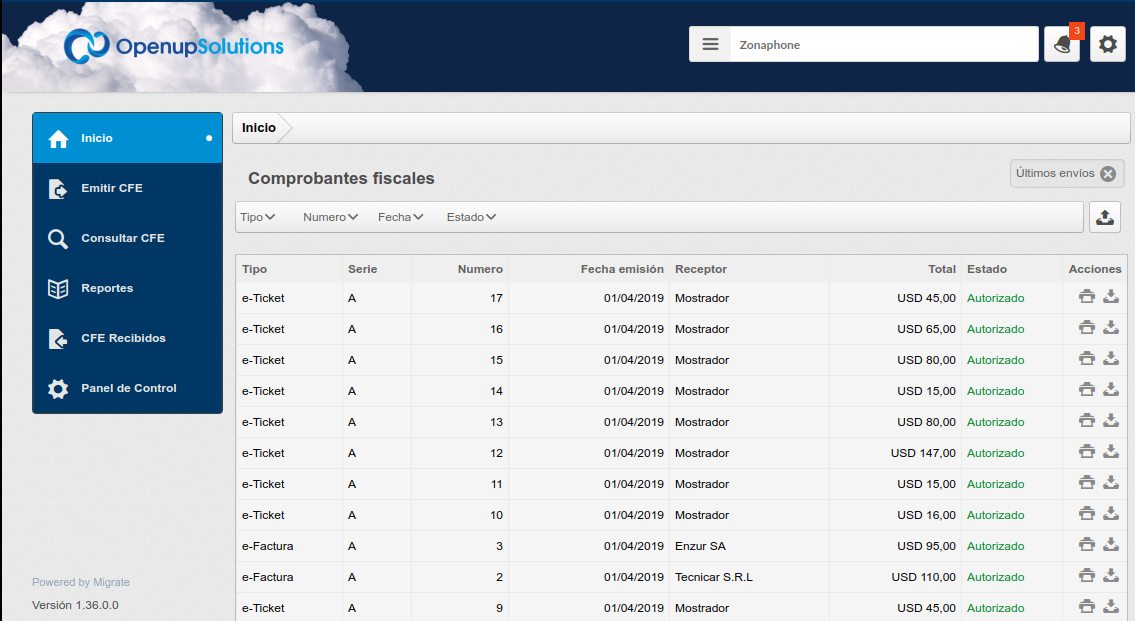 OpenupSolutions
Zonaphone
3
Inicio
Emitir CFE
Consultar CFE
Reportes
CFE Recibidos
Panel de Control
Powered by Migrate
Versión 1.36.0.0
Inicio
Comprobantes fiscales
Últimos envíos
Tipo Numero Fecha Estado
Tipo Serie Numero Fecha emisión Receptor Total Estado Acciones
e-Ticket A 17 01/04/2019 Mostrador USD 45,00 Autorizado
e-Ticket A 16 01/04/2019 Mostrador USD 65,00 Autorizado
e-Ticket A 15 01/04/2019 Mostrador USD 80,00 Autorizado
e-Ticket A 14 01/04/2019 Mostrador USD 15,00 Autorizado
e-Ticket A 13 01/04/2019 Mostrador USD 80,00 Autorizado
e-Ticket A 12 01/04/2019 Mostrador USD 147,00 Autorizado
e-Ticket A 11 01/04/2019 Mostrador USD 15,00 Autorizado
e-Ticket A 10 01/04/2019 Mostrador USD 16,00 Autorizado
e-Factura A 3 01/04/2019 Enzur SA USD 95,00 Autorizado
e-Factura A 2 01/04/2019 Tecnicar S.R.L USD 110,00 Autorizado
e-Ticket A 9 01/04/2019 Mostrador USD 45,00 Autorizado